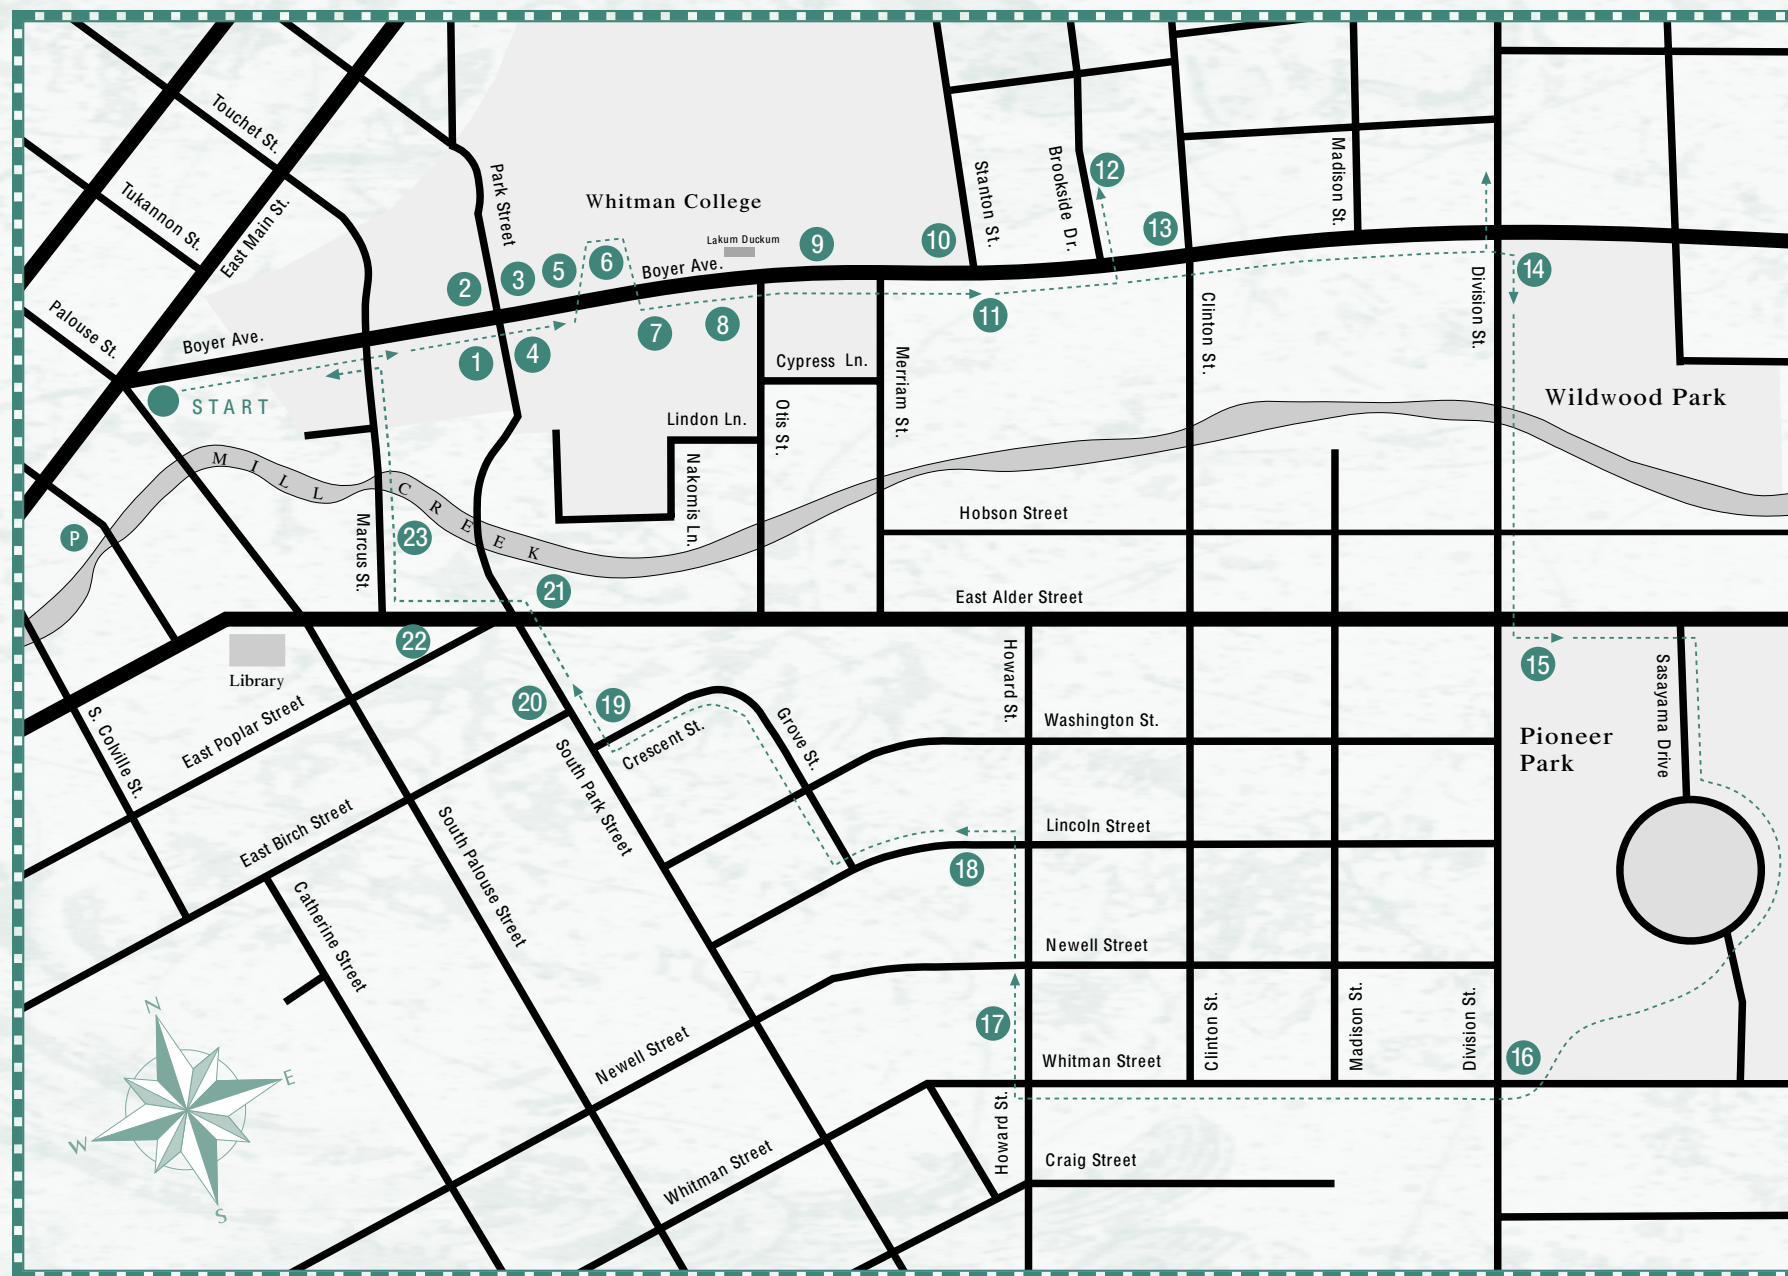 Touchet St.
Tukannon St.
East Main St.
Palouse St.
Boyer Ave.
START
Park Street
Whitman College
Lakum Duckum
Boyer Ave.
Stanton St.
Brookside Dr.
Madison St.
Division St.
Clinton St.
Merriam St.
Cypress Ln.
Otis St.
Lindon Ln.
Nakomis Ln.
Wildwood Park
MILL CREEK
Marcus St.
P
Hobson Street
East Alder Street
Library
S. Colville St.
East Poplar Street
East Birch Street
Catherine Street
South Palouse Street
South Park Street
Crescent St.
Grove St.
Howard St.
Washington St.
Lincoln Street
Newell Street
Whitman Street
Clinton St.
Madison St.
Division St.
Pioneer
Park
Sasayama Drive
Newell Street
Whitman Street
Howard St.
Craig Street
1
2
3
4
5
6
7
8
9
10
11
12
13
14
15
16
17
18
19
20
21
22
23
N
E
S
W